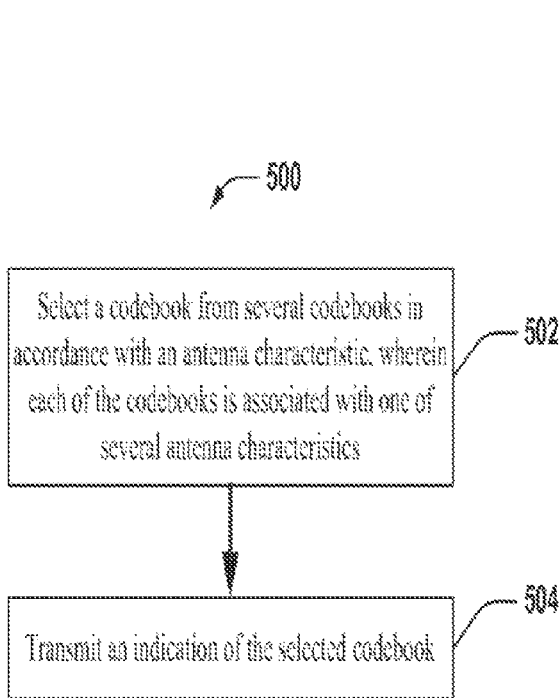 500
Select a codebook from several codebooks in
accordance with an antenna characteristic, wherein
each of the codebooks is associated with one of
several antenna characteristics
502
Transmit an indication of the selected codebook
504